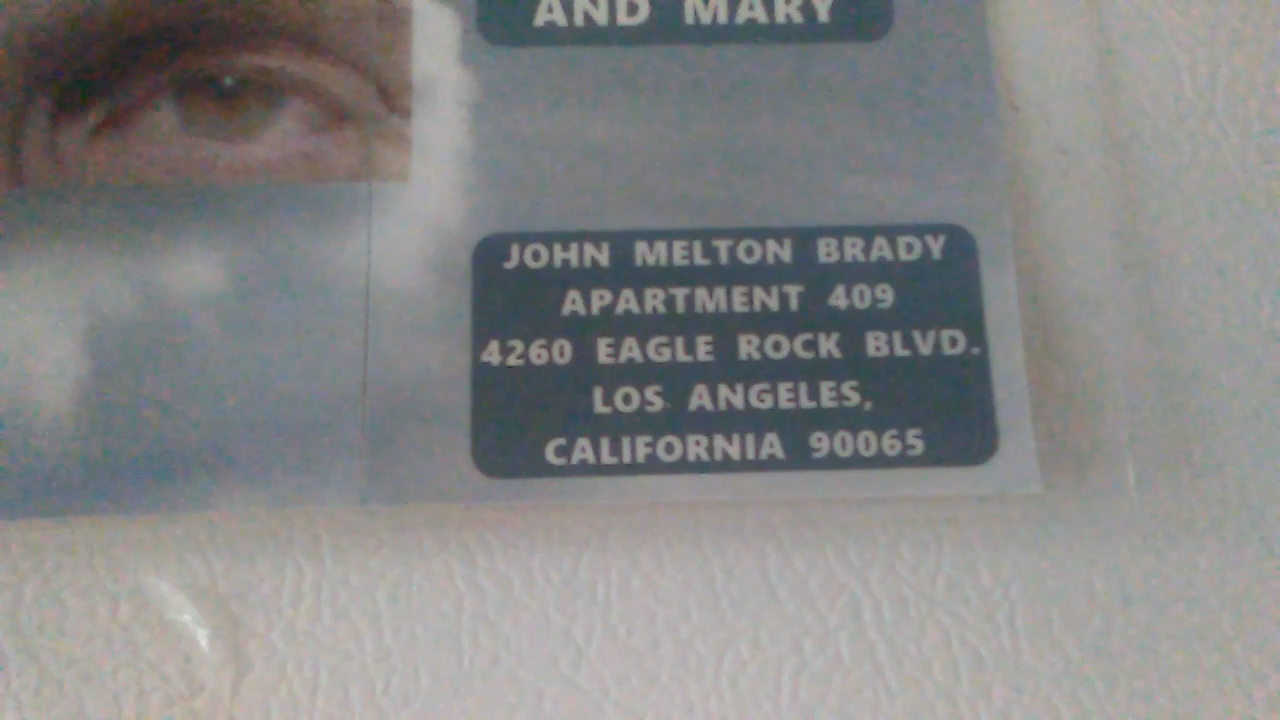 AND MARY
JOHN MELTON BRADY
APARTMENT 409
4260 EAGLE ROCK BLVD.
LOS ANGELES,
CALIFORNIA 90065